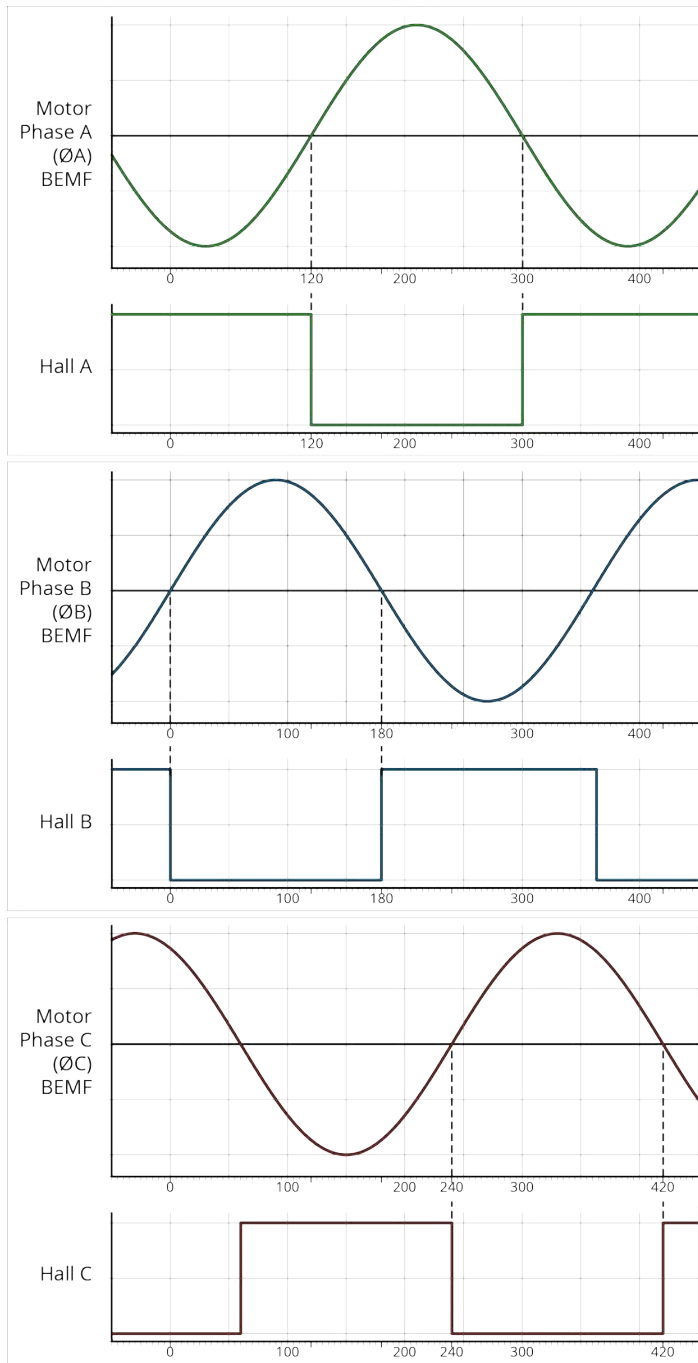 Motor
Phase A
(ØA)
BEMF
0 120 200 300 400
Hall A
0 120 200 300 400
Motor
Phase B
(ØB)
BEMF
0 100 180 300 400
Hall B
0 100 180 300 400
Motor
Phase C
(ØC)
BEMF
0 100 200 240 300 420
Hall C
0 100 200 240 300 420